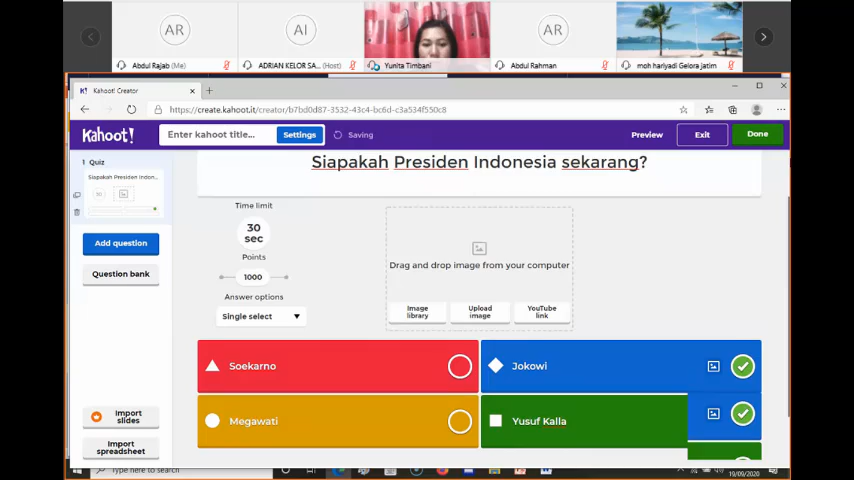 AR
AI
AR
Abdul Rajab (Me)
ADRIAN KELOR SA... (Host)
Yunita Timbani
Abdul Rahman
moh hariyadi Gelora jatim
Kahoot! Creator
https://create.kahoot.it/creator/b7bd0d87-3532-43c4-bc6d-c3a534f550c8
Kahoot!
Enter kahoot title...
Settings
Saving
Preview
Exit
Done
1 Quiz
Siapakah Presiden Indon...
30
Siapakah Presiden Indonesia sekarang?
Time limit
30
sec
Points
1000
Answer options
Single select
Drag and drop image from your computer
Image
library
Upload
image
YouTube
link
Add question
Question bank
Import
slides
Import
spreadsheet
Soekarno
Jokowi
Megawati
Yusuf Kalla
Type here to search
19/09/2020